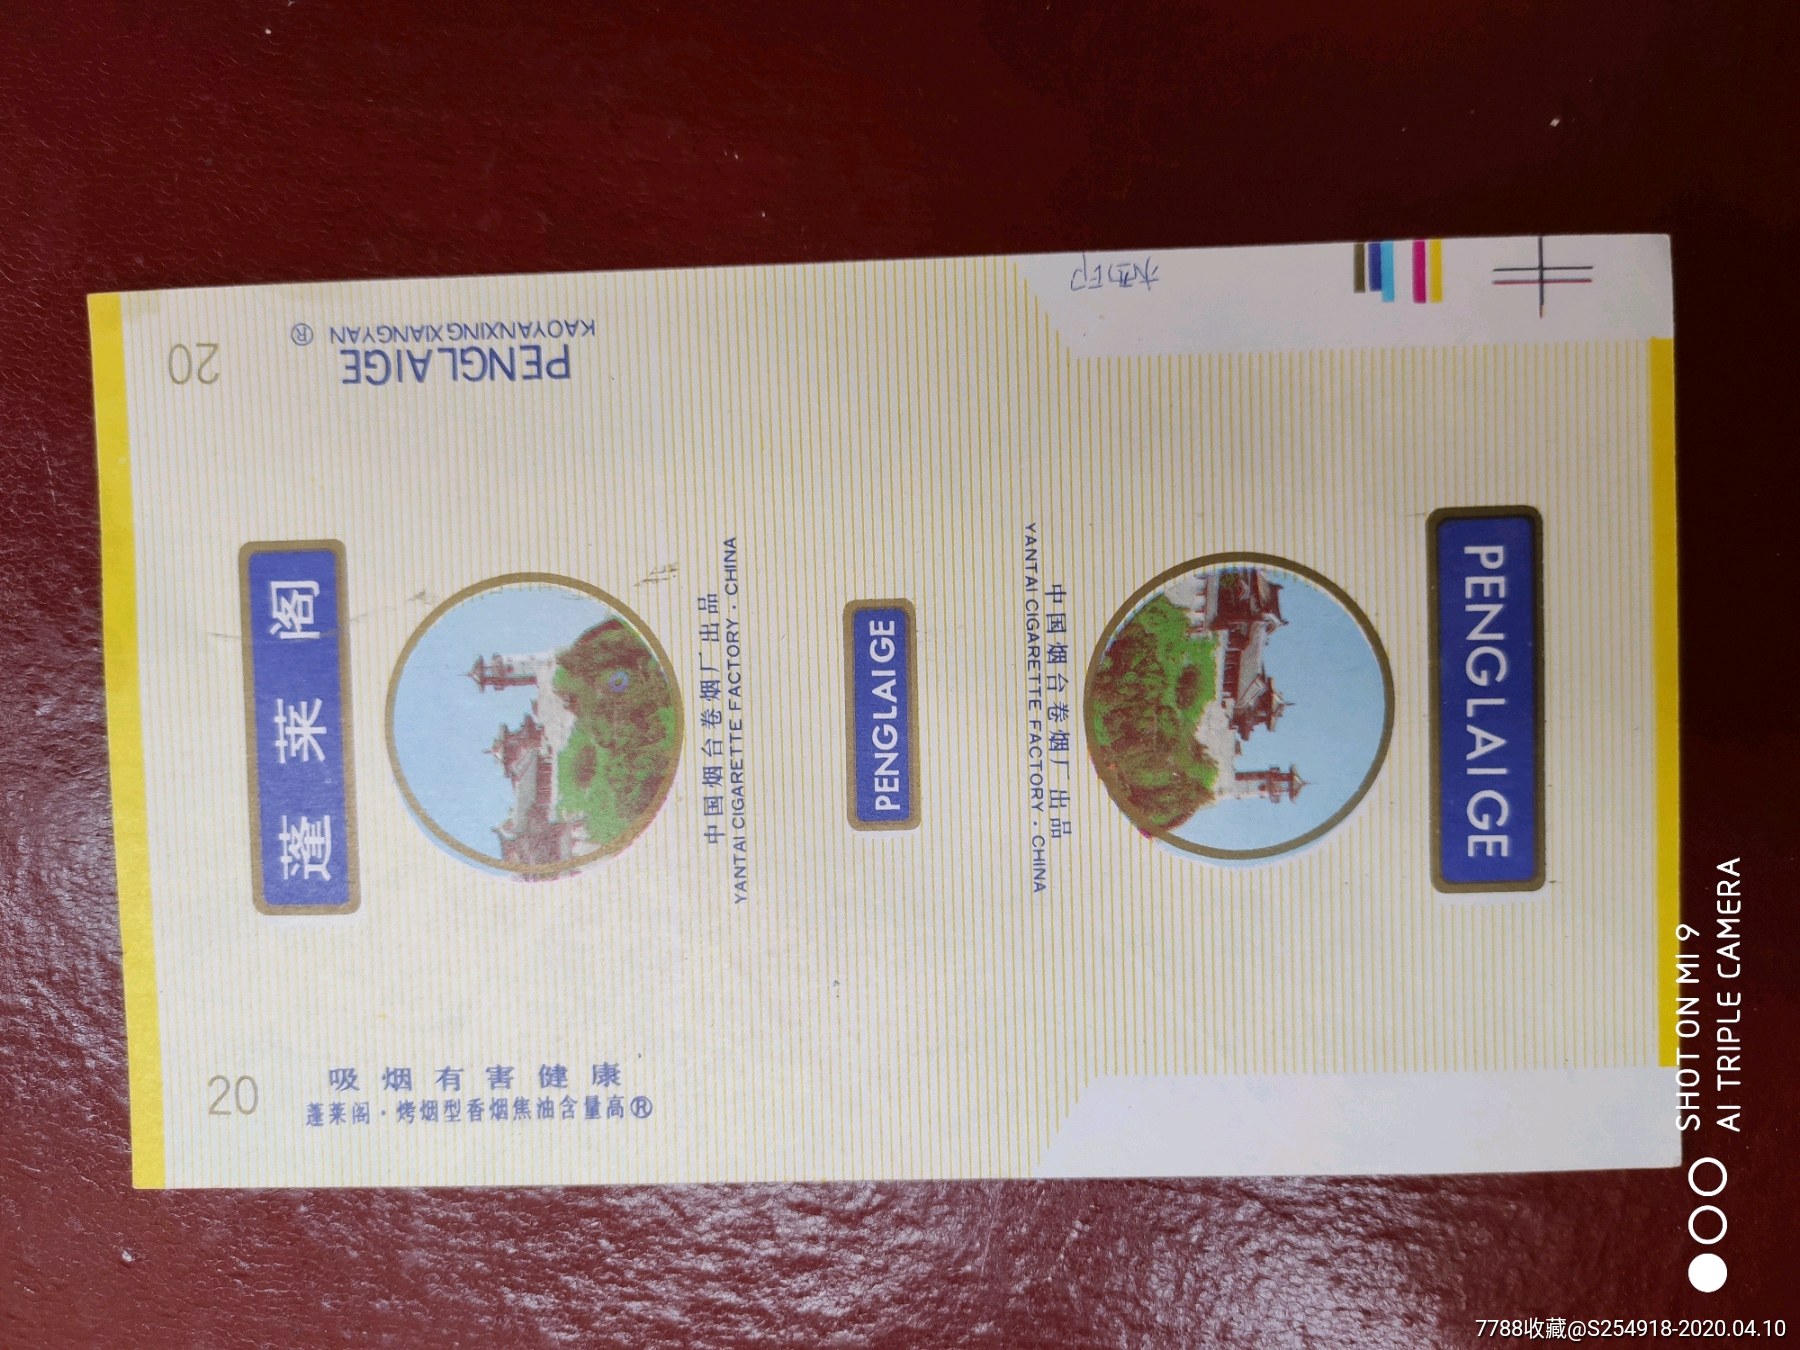 20
PENGLAIGE
KAOYANXINGXIANGYAN ®
蓬莱阁
中国烟台卷烟厂出品
YANTAI CIGARETTE FACTORY · CHINA
PENGLAIGE
中国烟台卷烟厂出品
YANTAI CIGARETTE FACTORY · CHINA
PENGLAIGE
20
吸烟有害健康
蓬莱阁·烤烟型香烟焦油含量高®
SHOT ON MI 9
AI TRIPLE CAMERA
7788收藏@S254918-2020.04.10